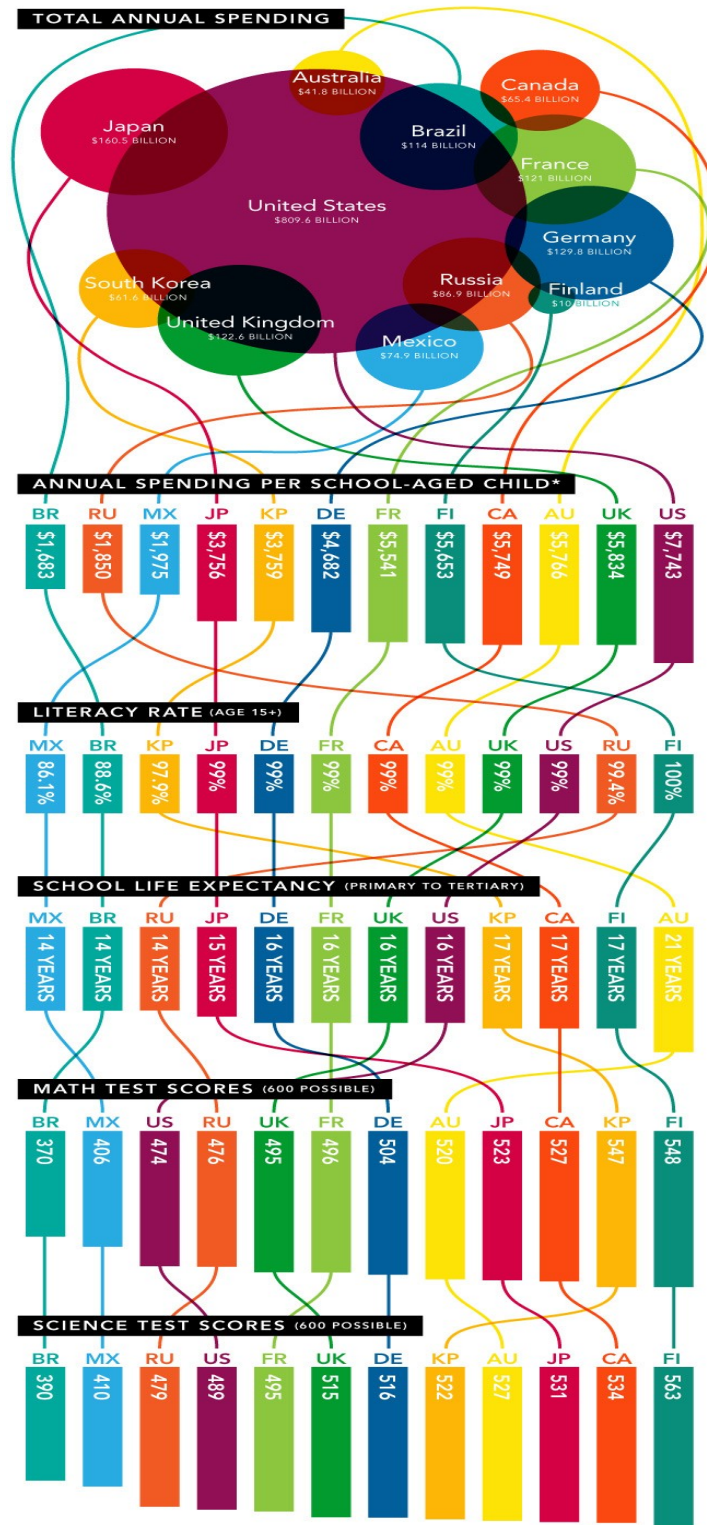 TOTAL ANNUAL SPENDING
Australia
$41.8 BILLION
Canada
$65.4 BILLION
Japan
$160.5 BILLION
Brazil
$114 BILLION
France
$121 BILLION
United States
$809.6 BILLION
Germany
$129.8 BILLION
South Korea
$61.6 BILLION
Russia
$86.9 BILLION
Finland
$10 BILLION
United Kingdom
$122.6 BILLION
Mexico
$74.9 BILLION
ANNUAL SPENDING PER SCHOOL-AGED CHILD*
BR RU MX JP KP DE FR FI CA AU UK US
$1,683 $1,850 $1,975 $3,756 $3,759 $4,682 $5,541 $5,653 $5,749 $5,766 $5,834 $7,743
LITERACY RATE (AGE 15+)
MX BR KP JP DE FR CA AU UK US RU FI
86.1% 88.6% 97.9% 99% 99% 99% 99% 99% 99% 99% 99.4% 100%
SCHOOL LIFE EXPECTANCY (PRIMARY TO TERTIARY)
MX BR RU JP DE FR UK US KP CA FI AU
14 YEARS 14 YEARS 14 YEARS 15 YEARS 16 YEARS 16 YEARS 16 YEARS 16 YEARS 17 YEARS 17 YEARS 17 YEARS 21 YEARS
MATH TEST SCORES (600 POSSIBLE)
BR MX US RU UK FR DE AU JP CA KP FI
370 406 474 476 495 496 504 520 523 527 547 548
SCIENCE TEST SCORES (600 POSSIBLE)
BR MX RU US FR UK DE KP AU JP CA FI
390 410 479 489 495 515 516 522 527 531 534 563